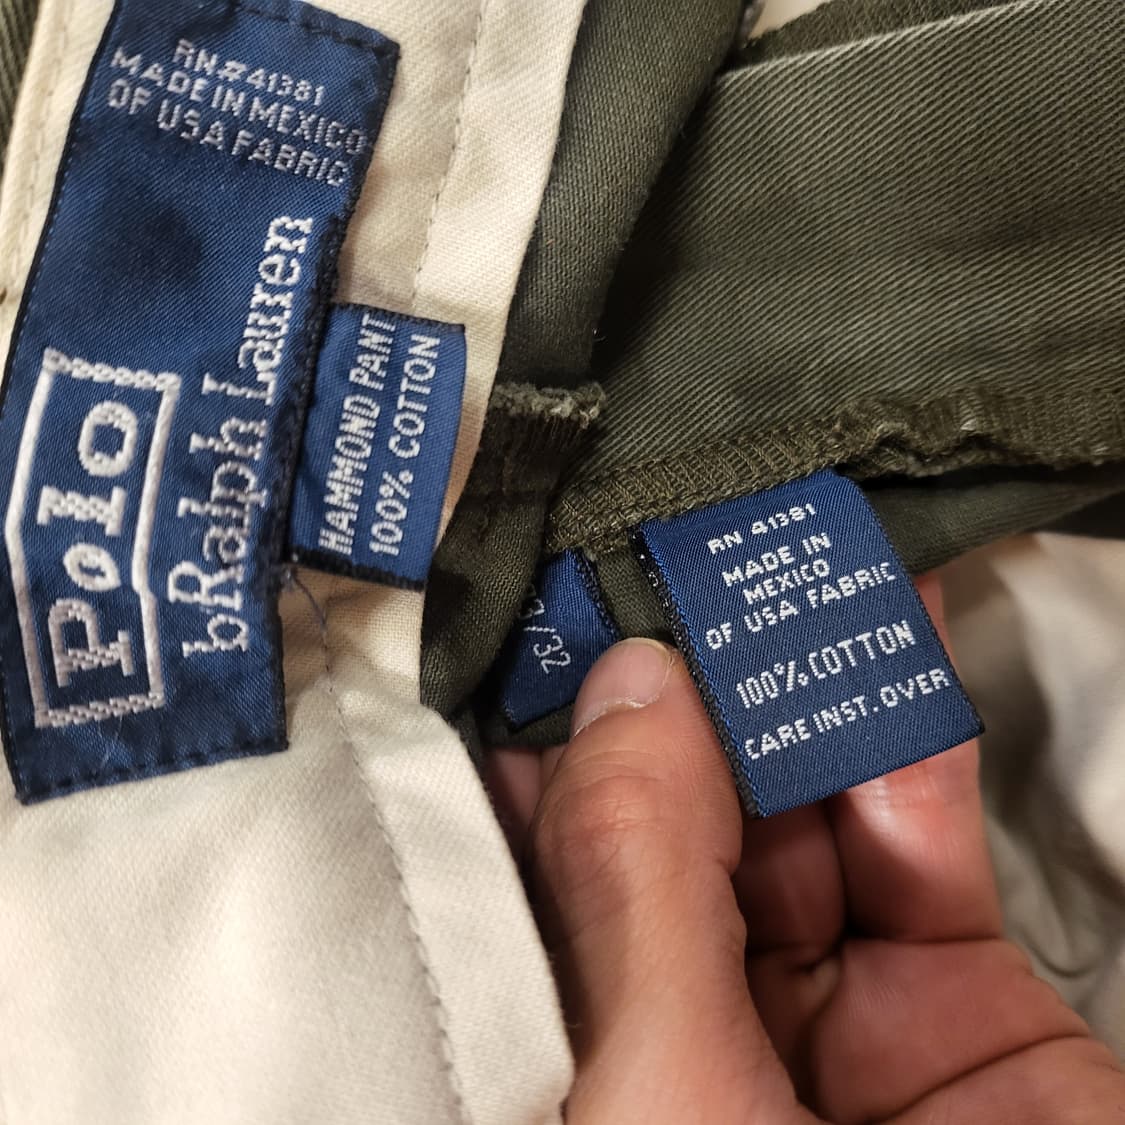 RN#41381
MADE IN MEXICO
OF USA FABRIC
Polo
by Ralph Lauren
HAMMOND PANT
100% COTTON
RN 41381
MADE IN
MEXICO
OF USA FABRIC
100% COTTON
CARE INST. OVER